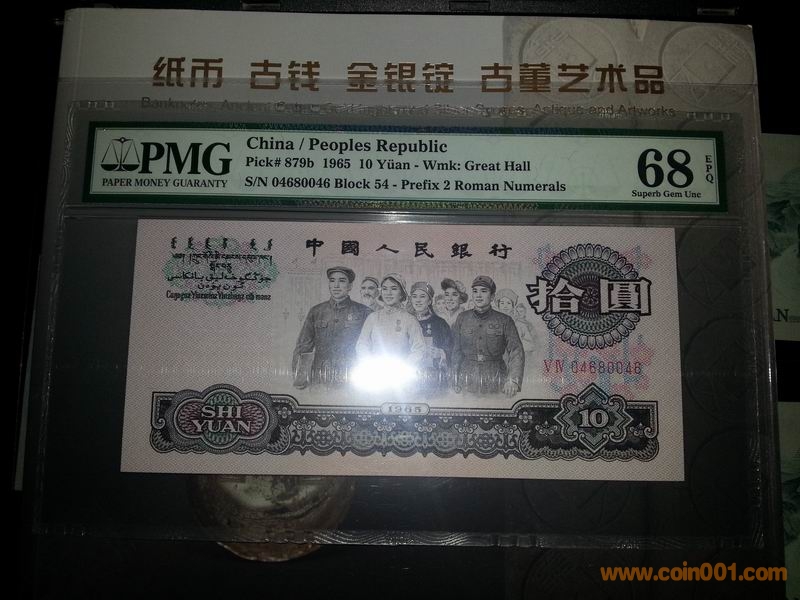 纸币 古钱 金银锭 古董艺术品
PMG
PAPER MONEY GUARANTY
China / Peoples Republic
Pick# 879b 1965 10 Yüan - Wmk: Great Hall
S/N 04680046 Block 54 - Prefix 2 Roman Numerals
68
EPQ
Superb Gem Unc
中國人民銀行
拾圓
VIV 04680046
1965
SHI
YUAN
10
www.coin001.com